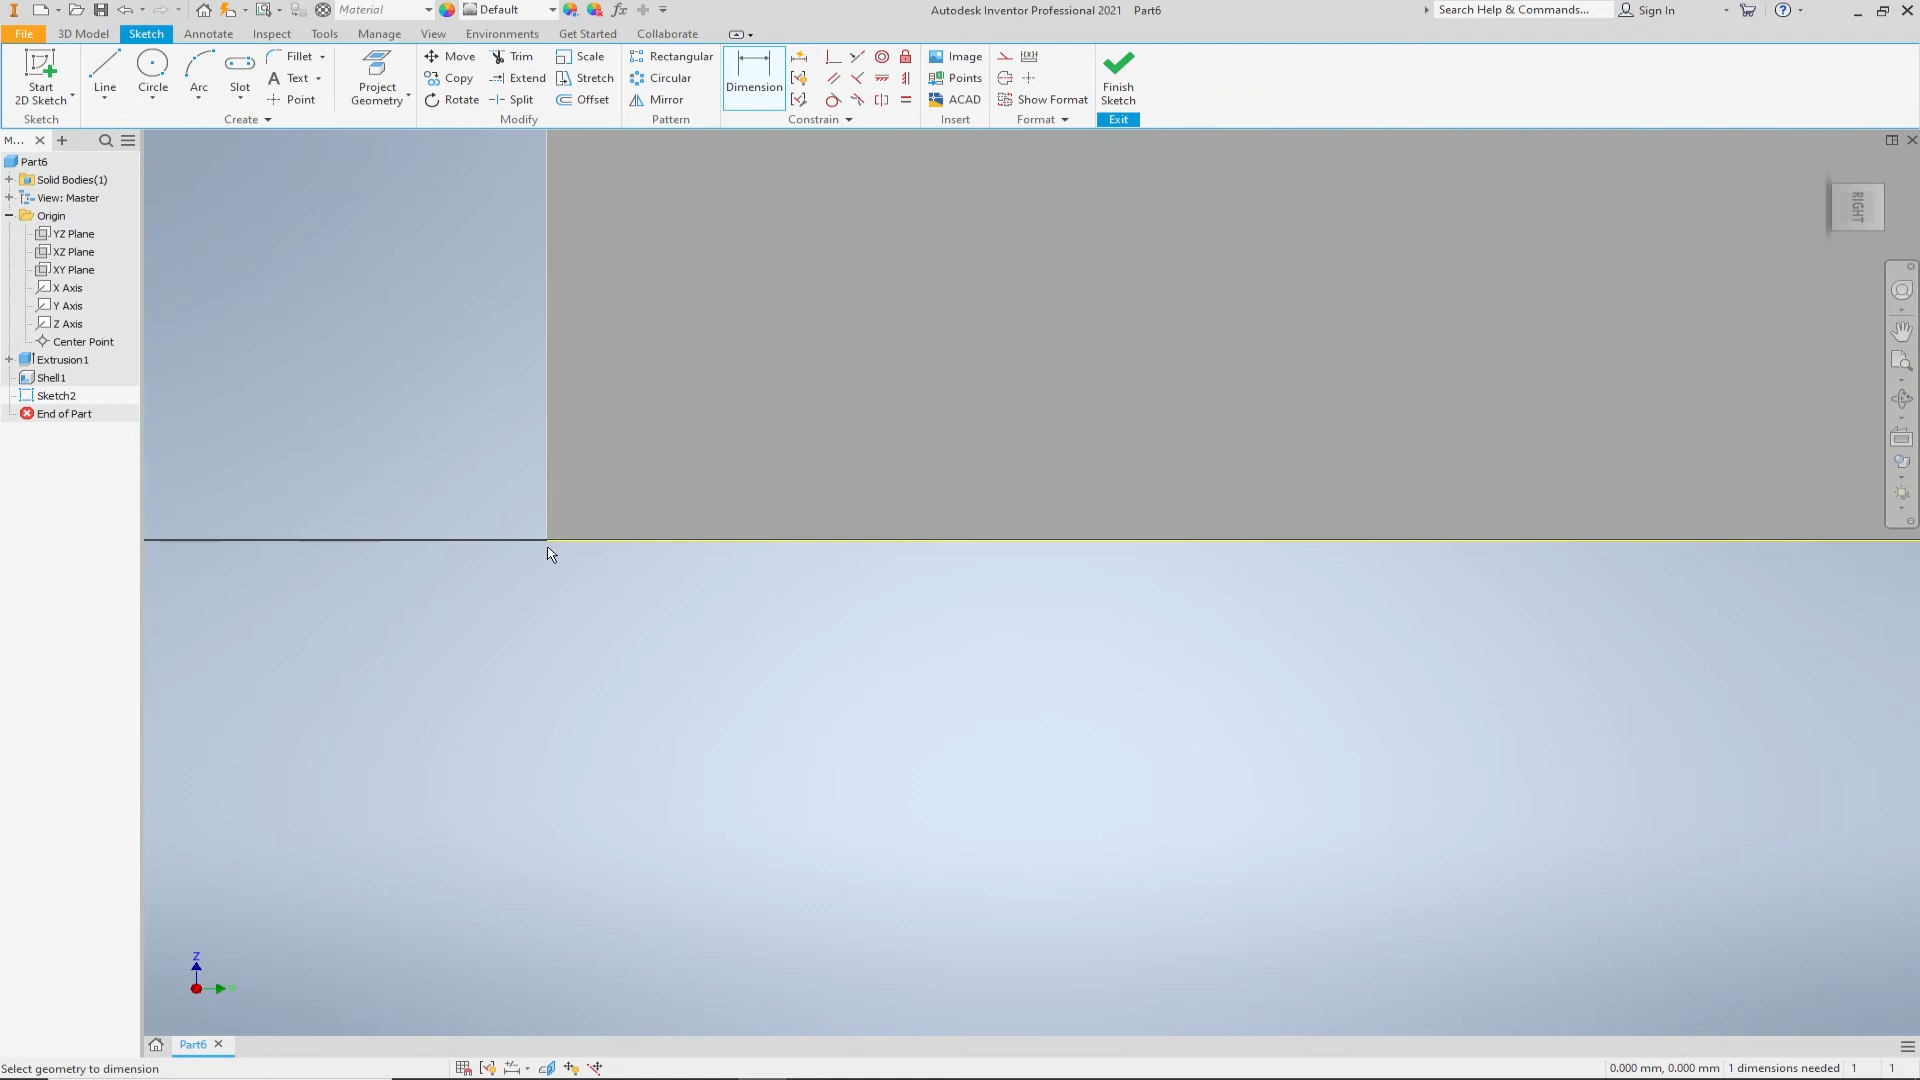 Material
Default
Autodesk Inventor Professional 2021 Part6
Search Help & Commands...
Sign In
File 3D Model Sketch Annotate Inspect Tools Manage View Environments Get Started Collaborate
Start
2D Sketch
Sketch
Line
Circle
Arc
Slot
Fillet
Text
Point
Create
Project
Geometry
Move
Copy
Rotate
Trim
Extend
Split
Scale
Stretch
Offset
Modify
Rectangular
Circular
Mirror
Pattern
Dimension
Constrain
Image
Points
ACAD
Insert
Show Format
Format
Finish
Sketch
Exit
M...
Part6
Solid Bodies(1)
View: Master
Origin
YZ Plane
XZ Plane
XY Plane
X Axis
Y Axis
Z Axis
Center Point
Extrusion1
Shell1
Sketch2
End of Part
RIGHT
Z
Part6
Select geometry to dimension
0.000 mm, 0.000 mm 1 dimensions needed 1 1